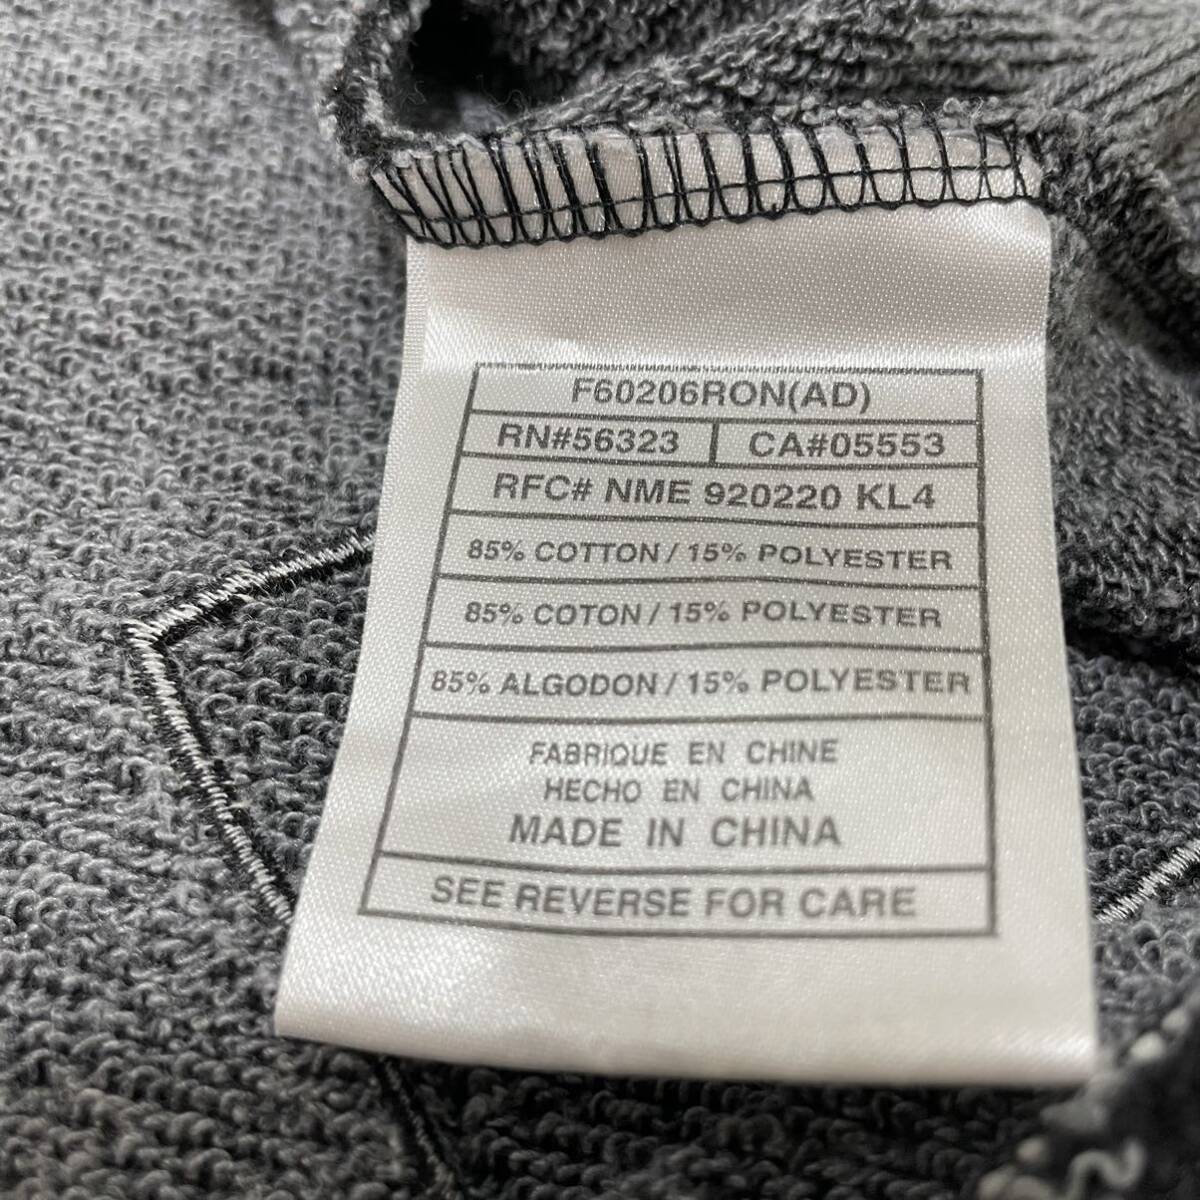 F60206RON(AD)
RN#56323 CA#05553
RFC# NME 920220 KL4
85% COTTON / 15% POLYESTER
85% COTON / 15% POLYESTER
85% ALGODON / 15% POLYESTER
FABRIQUE EN CHINE
HECHO EN CHINA
MADE IN CHINA
SEE REVERSE FOR CARE